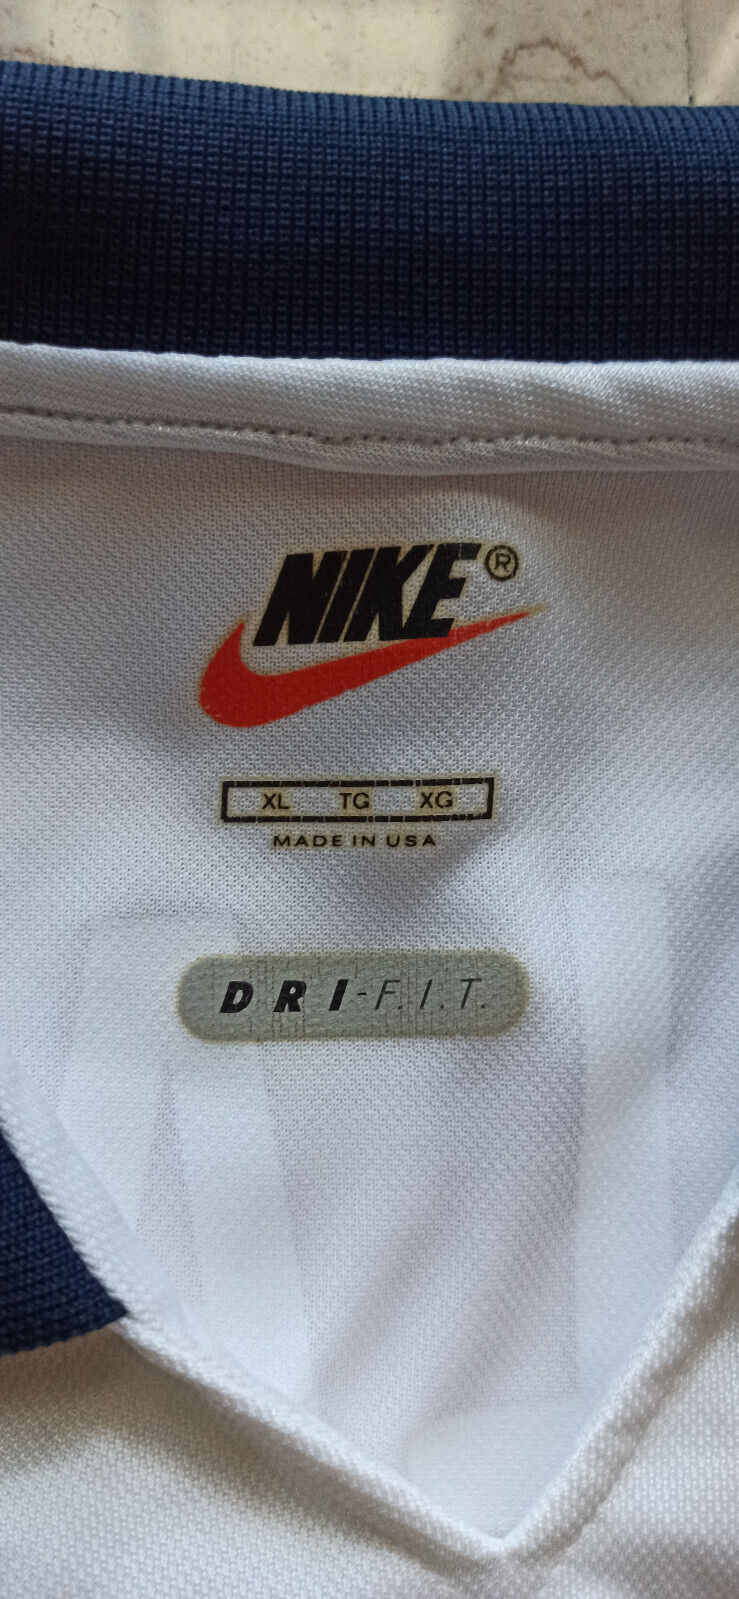 NIKE®
XL TG XG
MADE IN USA
DRI-F.I.T.